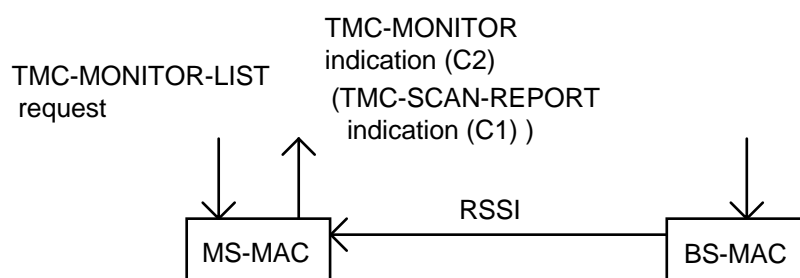 TMC-MONITOR
indication (C2)
TMC-MONITOR-LIST
request
(TMC-SCAN-REPORT
indication (C1) )
RSSI
MS-MAC
BS-MAC